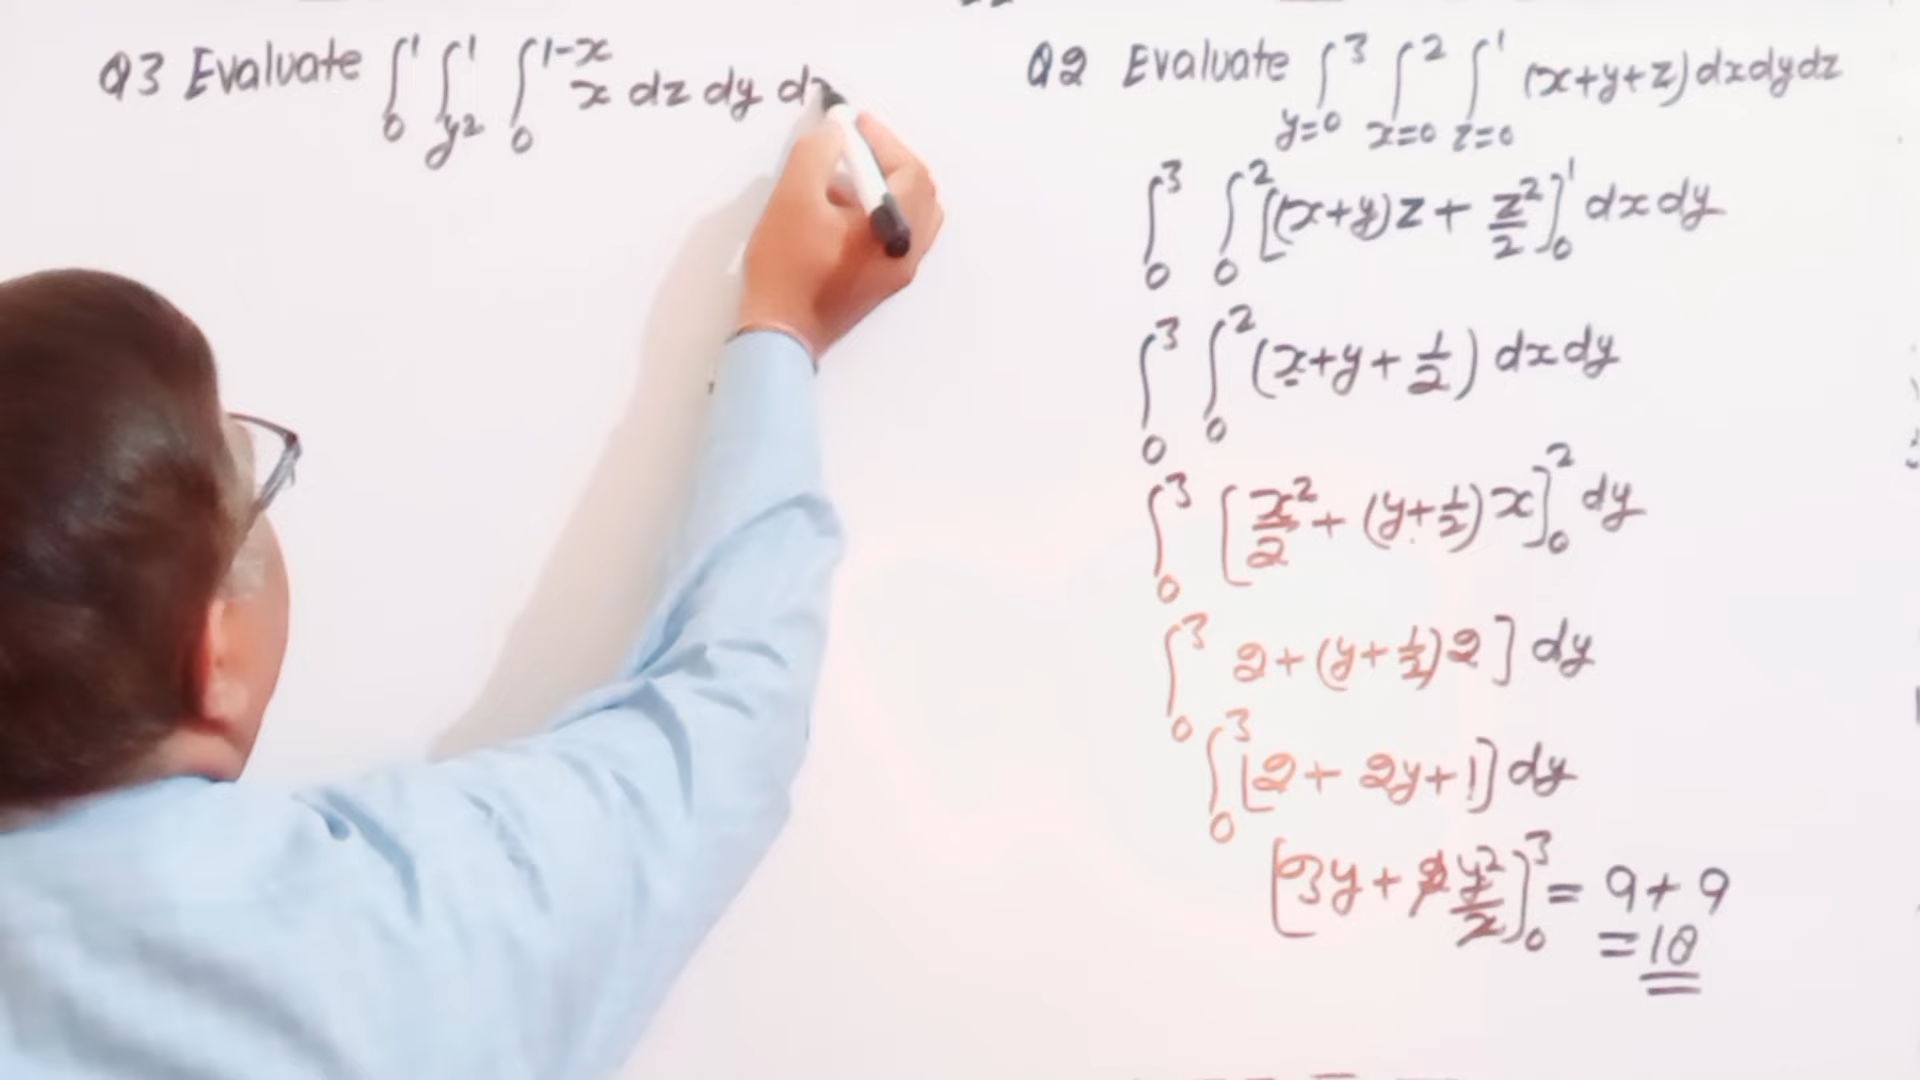 Q3 Evaluate ∫₀¹ ∫_{y²}¹ ∫₀^{1-x} x dz dy dx
Q2 Evaluate ∫_{y=0}³ ∫_{x=0}² ∫_{z=0}¹ (x+y+z) dx dy dz
∫₀³ ∫₀² [(x+y)z + z²/2]₀¹ dx dy
∫₀³ ∫₀² (x+y+1/2) dx dy
∫₀³ [x²/2 + (y+1/2)x]₀² dy
∫₀³ 2+(y+1/2)2] dy
∫₀³ [2+ 2y+1] dy
[3y + 2y²/2]₀³ = 9+9
= 18